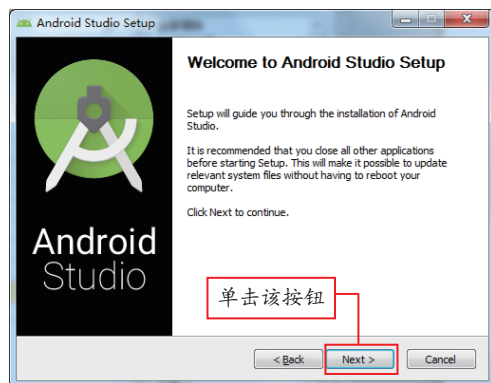 Android Studio Setup
Welcome to Android Studio Setup
Setup will guide you through the installation of Android
Studio.
It is recommended that you close all other applications
before starting Setup. This will make it possible to update
relevant system files without having to reboot your
computer.
Click Next to continue.
Android
Studio
单击该按钮
< Back Next > Cancel